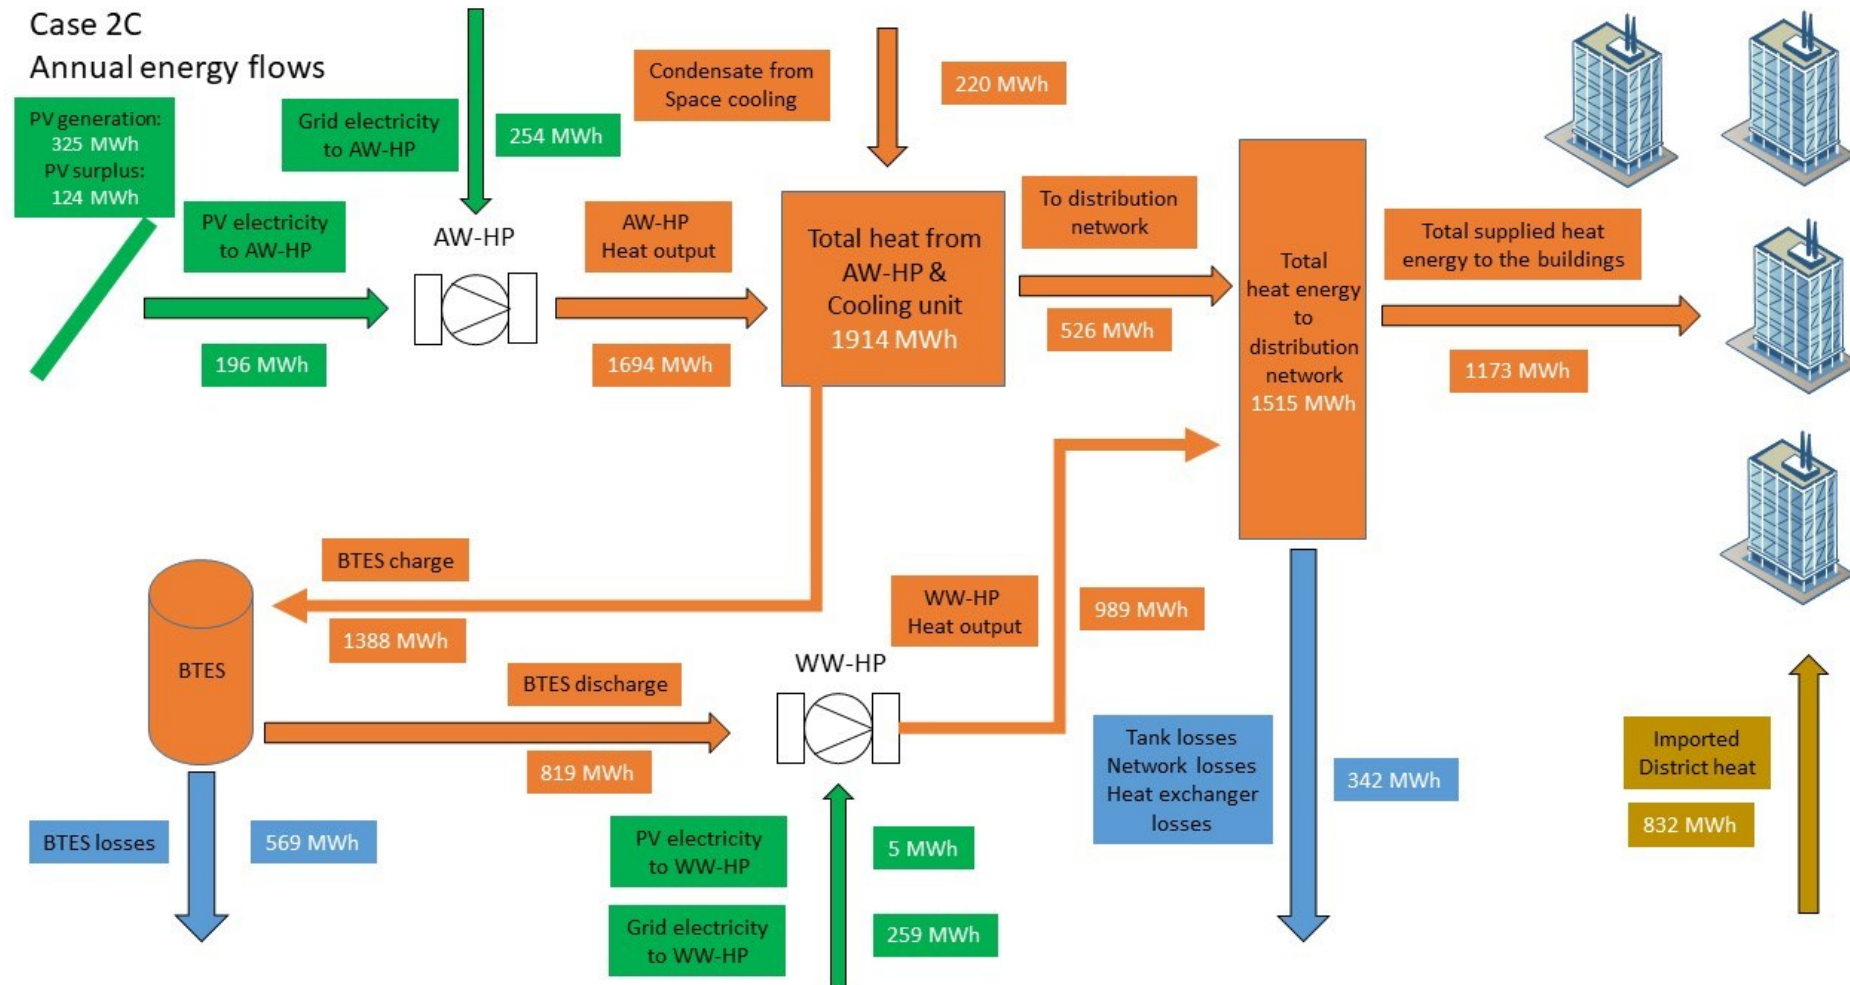 Case 2C
Annual energy flows
PV generation:
325 MWh
PV surplus:
124 MWh
Grid electricity
to AW-HP
254 MWh
Condensate from
Space cooling
220 MWh
PV electricity
to AW-HP
196 MWh
AW-HP
AW-HP
Heat output
1694 MWh
Total heat from
AW-HP &
Cooling unit
1914 MWh
To distribution
network
526 MWh
Total
heat energy
to
distribution
network
1515 MWh
Total supplied heat
energy to the buildings
1173 MWh
BTES charge
1388 MWh
BTES
BTES discharge
819 MWh
WW-HP
WW-HP
Heat output
989 MWh
BTES losses
569 MWh
PV electricity
to WW-HP
5 MWh
Grid electricity
to WW-HP
259 MWh
Tank losses
Network losses
Heat exchanger
losses
342 MWh
Imported
District heat
832 MWh